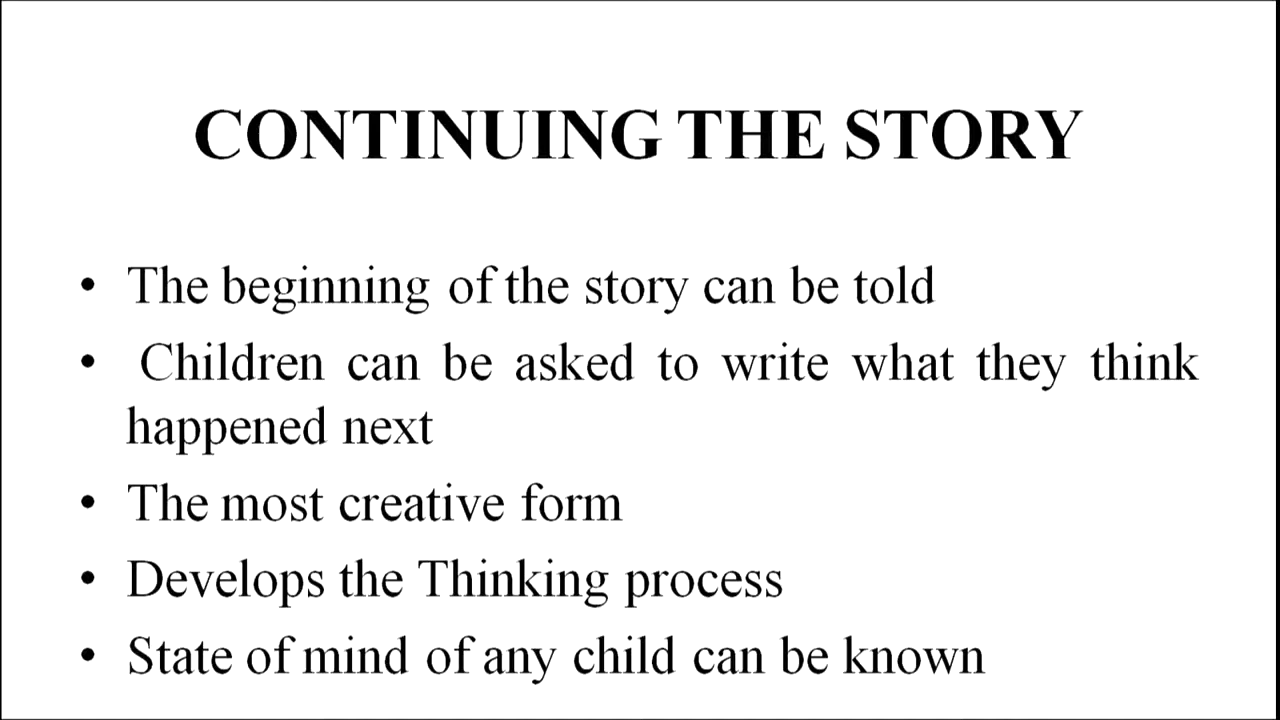 CONTINUING THE STORY
• The beginning of the story can be told
• Children can be asked to write what they think
happened next
• The most creative form
• Develops the Thinking process
• State of mind of any child can be known